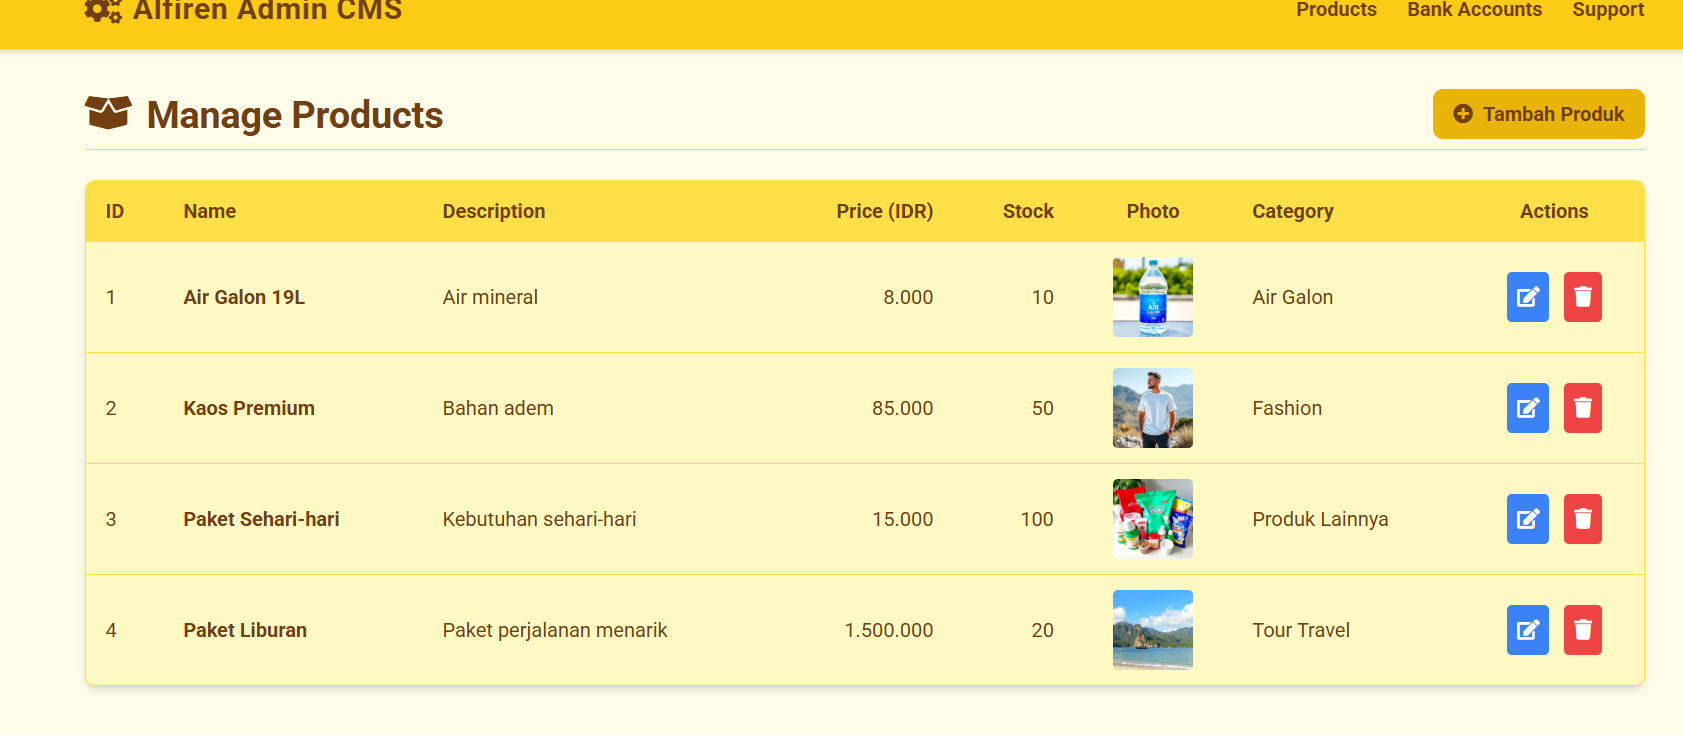 Alfiren Admin CMS
Products Bank Accounts Support
Manage Products
Tambah Produk
ID Name Description Price (IDR) Stock Photo Category Actions
1 Air Galon 19L Air mineral 8.000 10 Air Galon
AIR
GALON
2 Kaos Premium Bahan adem 85.000 50 Fashion
3 Paket Sehari-hari Kebutuhan sehari-hari 15.000 100 Produk Lainnya
4 Paket Liburan Paket perjalanan menarik 1.500.000 20 Tour Travel